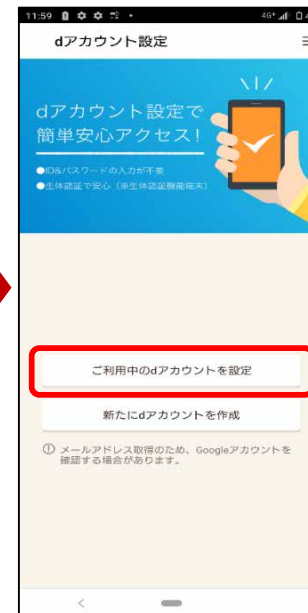 11:59
4G+
dアカウント設定
dアカウント設定で
簡単安心アクセス!
●ID&パスワードの入力が不要
●生体認証で安心（※生体認証機能端末）
ご利用中のdアカウントを設定
新たにdアカウントを作成
メールアドレス取得のため、Googleアカウントを
確認する場合があります。